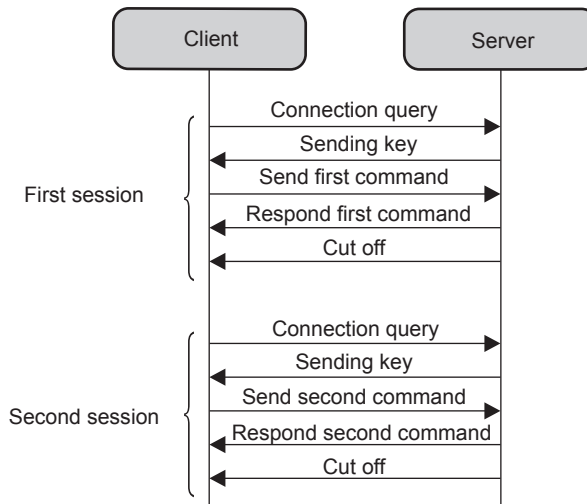 Client
Server
Connection query
Sending key
Send first command
First session
Respond first command
Cut off
Connection query
Sending key
Send second command
Second session
Respond second command
Cut off